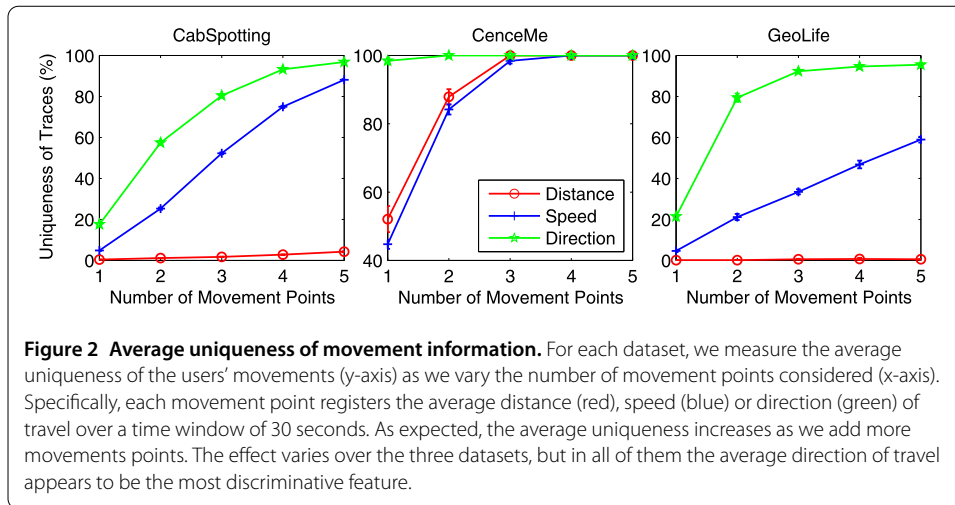 CabSpotting
CenceMe
GeoLife
Uniqueness of Traces (%)
100
80
60
40
20
0
1 2 3 4 5
Number of Movement Points
100
80
60
40
1 2 3 4 5
Number of Movement Points
Distance
Speed
Direction
100
80
60
40
20
0
1 2 3 4 5
Number of Movement Points
Figure 2 Average uniqueness of movement information. For each dataset, we measure the average
uniqueness of the users' movements (y-axis) as we vary the number of movement points considered (x-axis).
Specifically, each movement point registers the average distance (red), speed (blue) or direction (green) of
travel over a time window of 30 seconds. As expected, the average uniqueness increases as we add more
movements points. The effect varies over the three datasets, but in all of them the average direction of travel
appears to be the most discriminative feature.